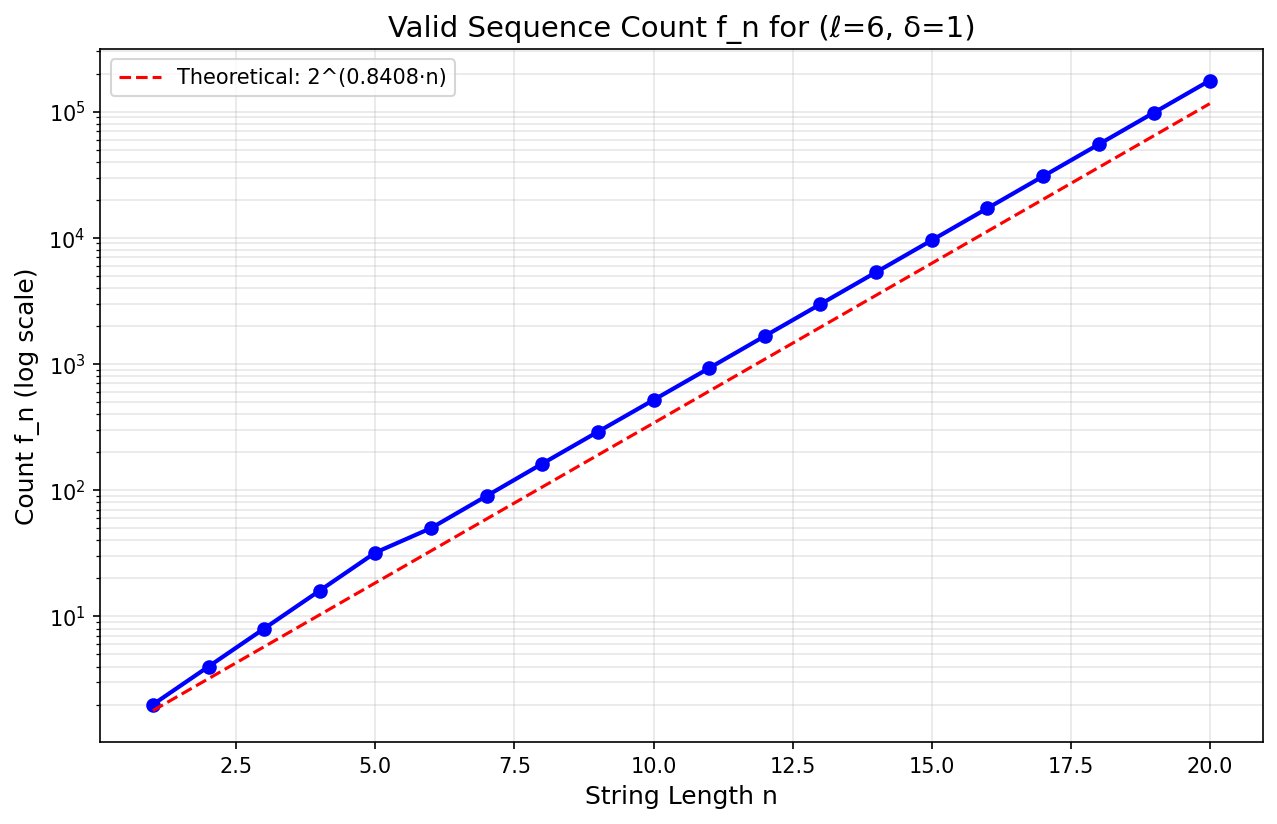 Valid Sequence Count f_n for (ℓ=6, δ=1)
Theoretical: 2^(0.8408·n)
Count f_n (log scale)
10^5
10^4
10^3
10^2
10^1
2.5 5.0 7.5 10.0 12.5 15.0 17.5 20.0
String Length n